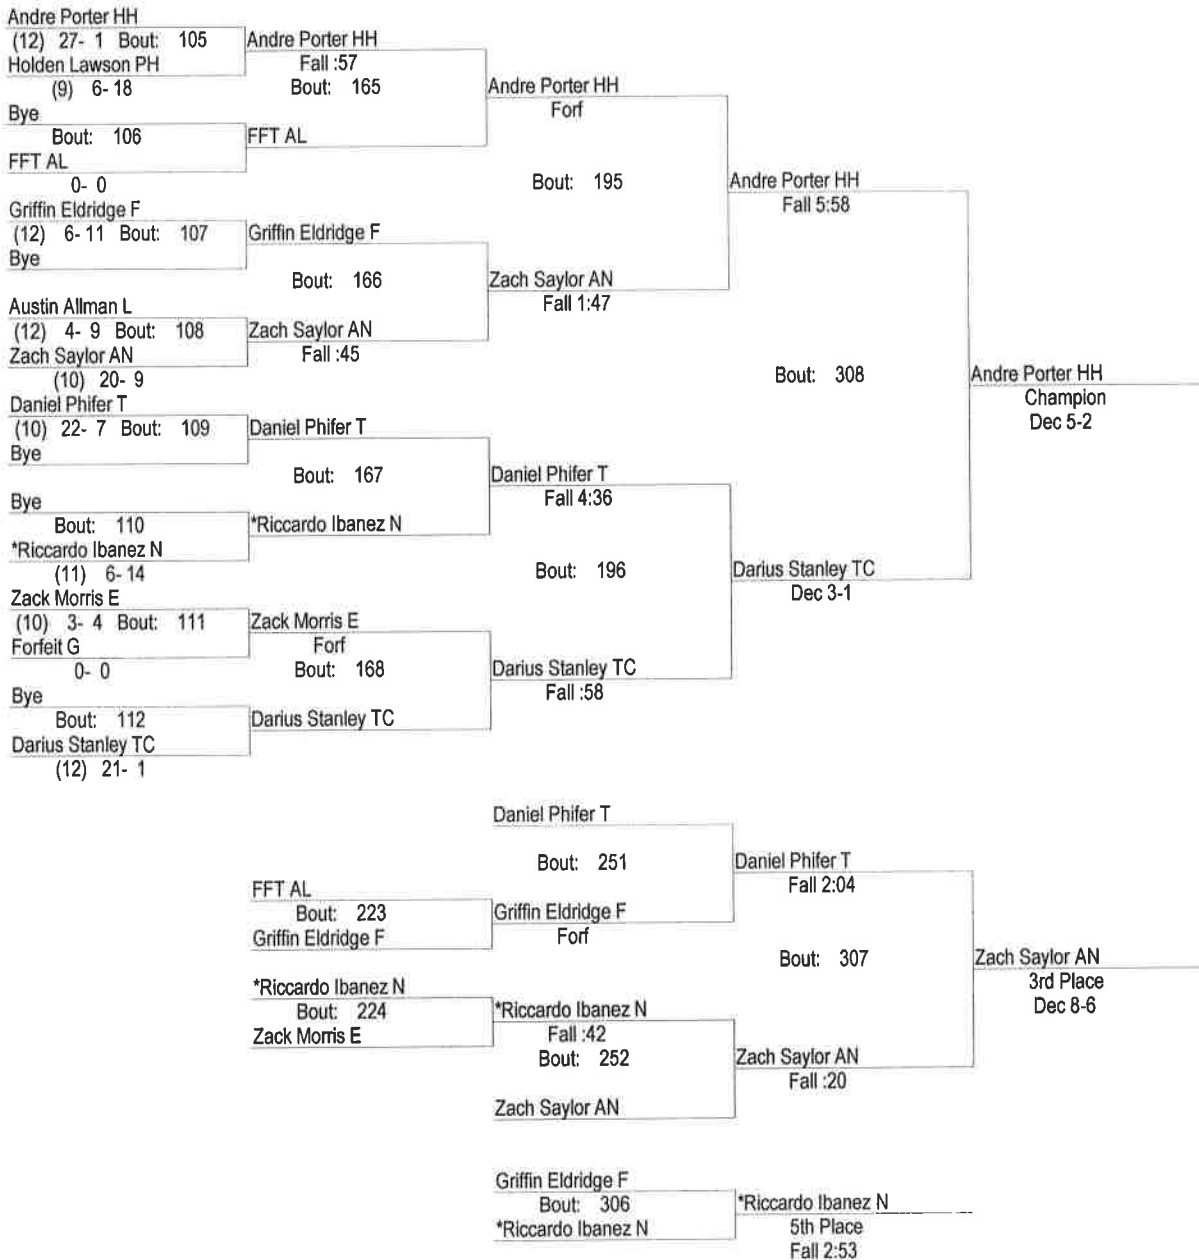 Andre Porter HH
(12) 27- 1 Bout: 105
Holden Lawson PH
(9) 6- 18
Bye
Bout: 106
FFT AL
0- 0
Griffin Eldridge F
(12) 6- 11 Bout: 107
Bye
Austin Allman L
(12) 4- 9 Bout: 108
Zach Saylor AN
(10) 20- 9
Daniel Phifer T
(10) 22- 7 Bout: 109
Bye
Bye
Bout: 110
*Riccardo Ibanez N
(11) 6- 14
Zack Morris E
(10) 3- 4 Bout: 111
Forfeit G
0- 0
Bye
Bout: 112
Darius Stanley TC
(12) 21- 1
Andre Porter HH
Fall :57
Bout: 165
FFT AL
Griffin Eldridge F
Bout: 166
Zach Saylor AN
Fall :45
Daniel Phifer T
Bout: 167
*Riccardo Ibanez N
Zack Morris E
Forf
Bout: 168
Darius Stanley TC
Andre Porter HH
Forf
Bout: 195
Zach Saylor AN
Fall 1:47
Daniel Phifer T
Fall 4:36
Bout: 196
Darius Stanley TC
Fall :58
Andre Porter HH
Fall 5:58
Bout: 308
Darius Stanley TC
Dec 3-1
Andre Porter HH
Champion
Dec 5-2
FFT AL
Bout: 223
Griffin Eldridge F
*Riccardo Ibanez N
Bout: 224
Zack Morris E
Daniel Phifer T
Bout: 251
Griffin Eldridge F
Forf
*Riccardo Ibanez N
Fall :42
Bout: 252
Zach Saylor AN
Daniel Phifer T
Fall 2:04
Bout: 307
Zach Saylor AN
Fall :20
Zach Saylor AN
3rd Place
Dec 8-6
Griffin Eldridge F
Bout: 306
*Riccardo Ibanez N
*Riccardo Ibanez N
5th Place
Fall 2:53